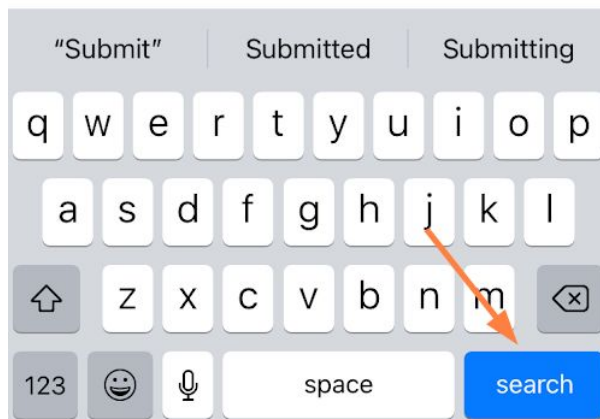 “Submit” Submitted Submitting
q w e r t y u i o p
a s d f g h j k l
z x c v b n m
123 space search